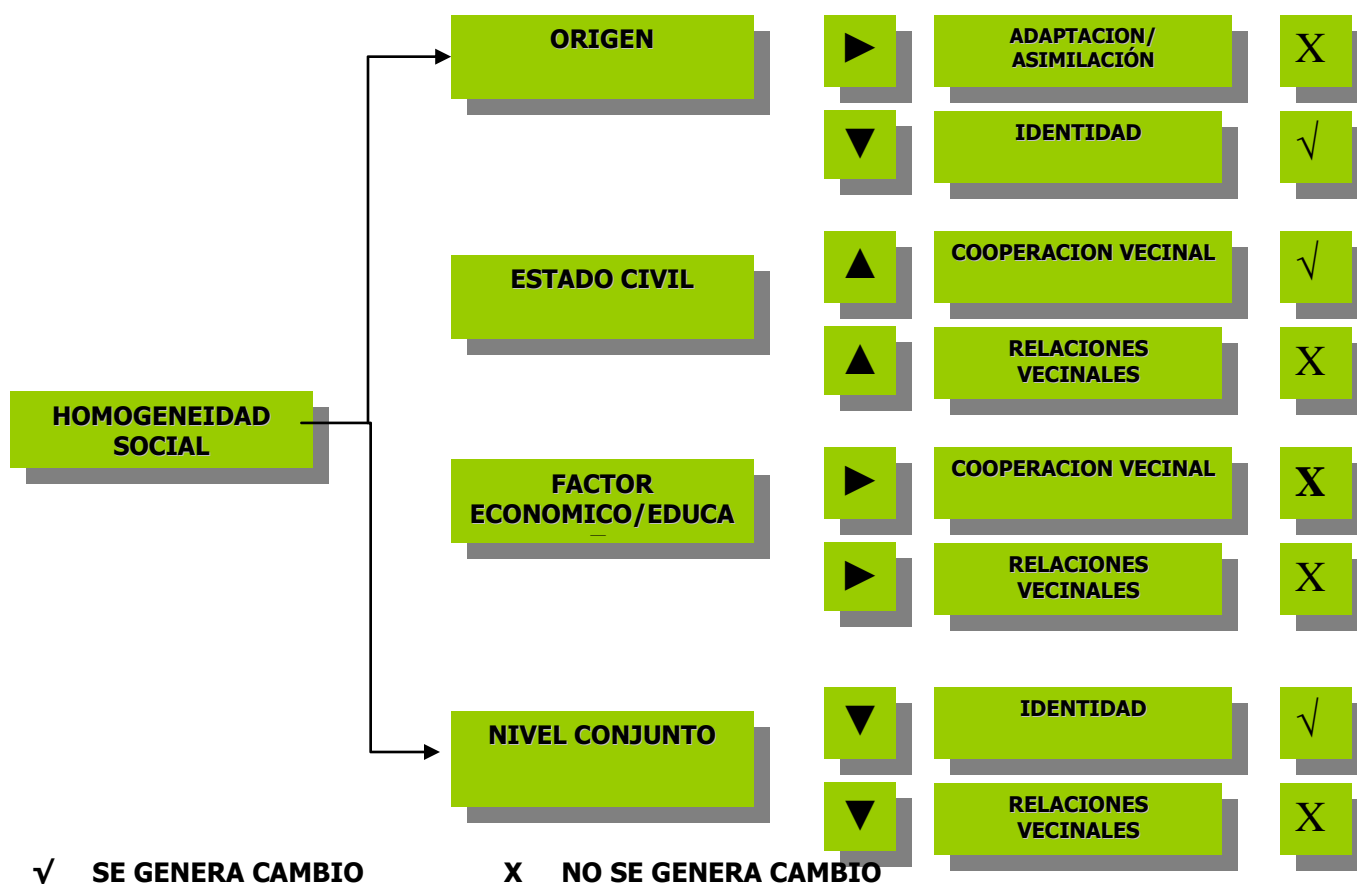 ORIGEN
►
ADAPTACION/
ASIMILACIÓN
X
▼
IDENTIDAD
√
ESTADO CIVIL
▲
COOPERACION VECINAL
√
▲
RELACIONES
VECINALES
X
HOMOGENEIDAD
SOCIAL
FACTOR
ECONOMICO/EDUCA
►
COOPERACION VECINAL
X
►
RELACIONES
VECINALES
X
NIVEL CONJUNTO
▼
IDENTIDAD
√
▼
RELACIONES
VECINALES
X
√ SE GENERA CAMBIO X NO SE GENERA CAMBIO